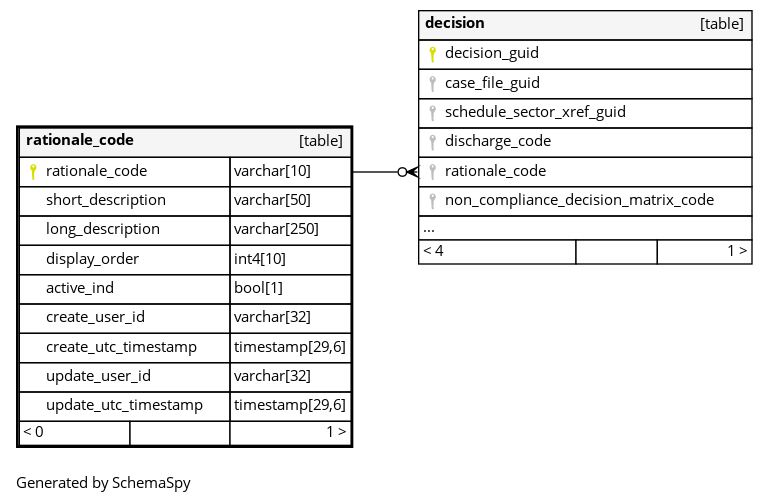 decision [table]
decision_guid
case_file_guid
schedule_sector_xref_guid
discharge_code
rationale_code
non_compliance_decision_matrix_code
...
< 4 1 >
rationale_code [table]
rationale_code varchar[10]
short_description varchar[50]
long_description varchar[250]
display_order int4[10]
active_ind bool[1]
create_user_id varchar[32]
create_utc_timestamp timestamp[29,6]
update_user_id varchar[32]
update_utc_timestamp timestamp[29,6]
< 0 1 >
Generated by SchemaSpy